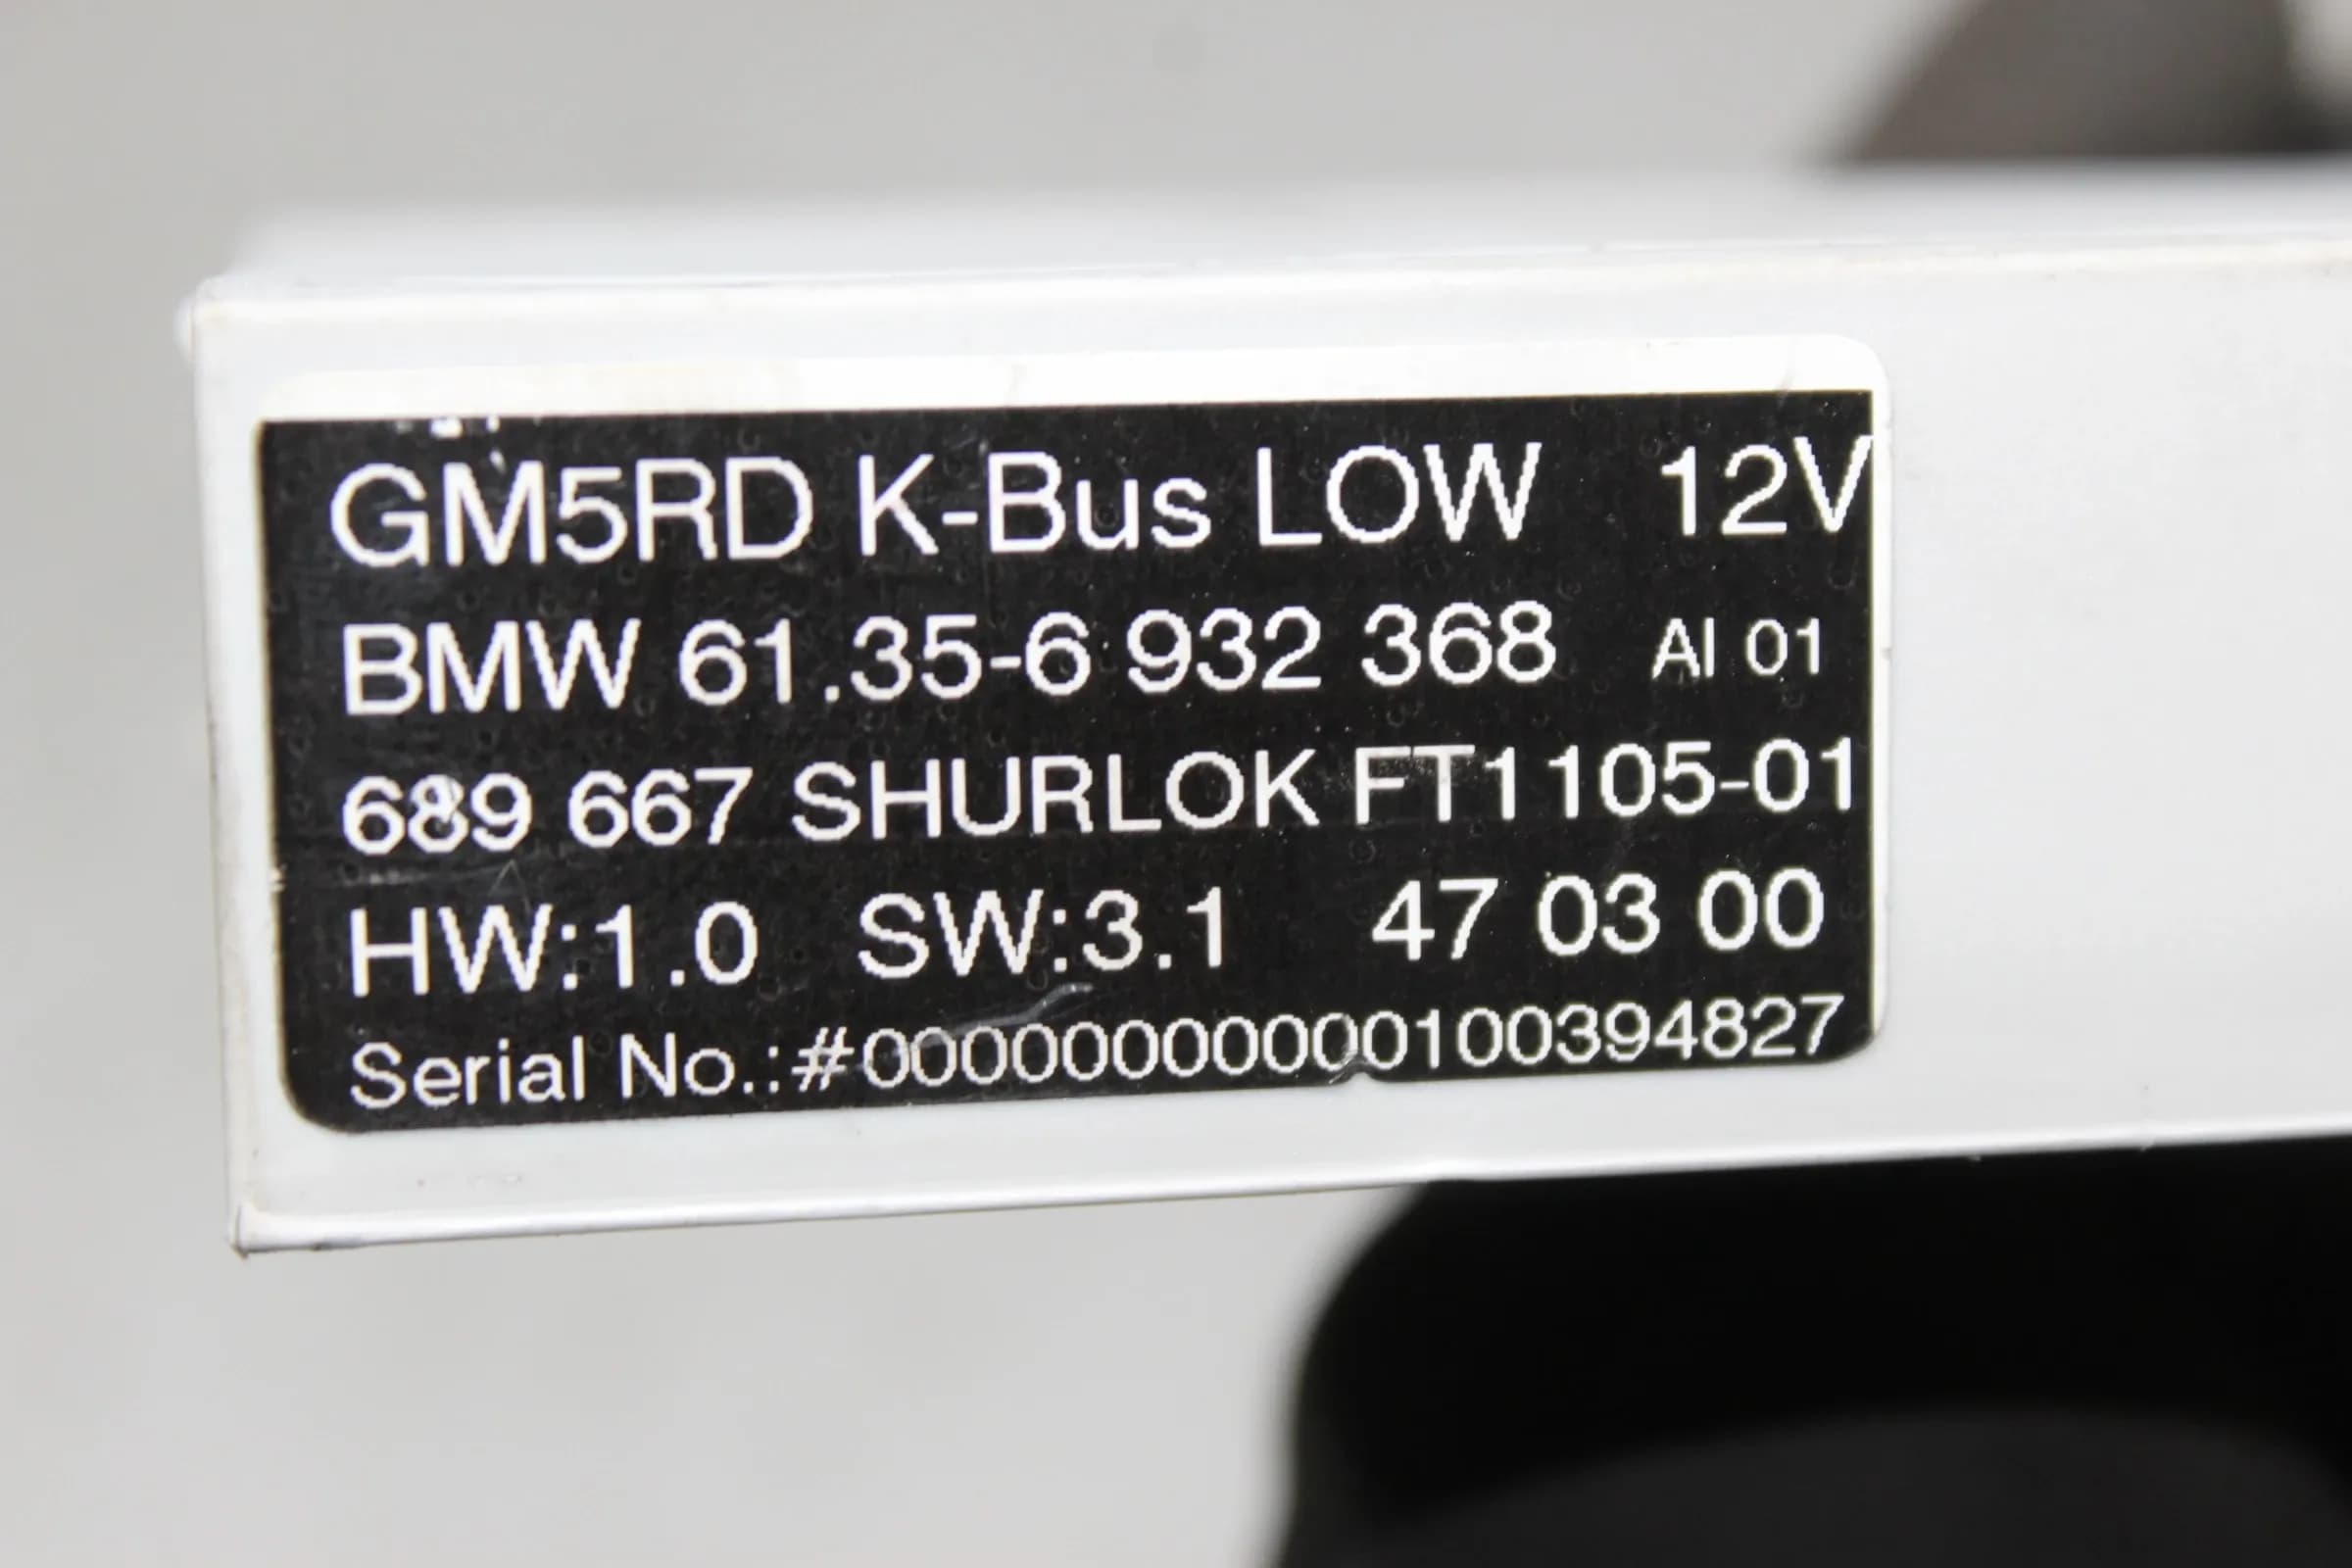 GM5RD K-Bus LOW 12V
BMW 61.35-6 932 368 AI 01
689 667 SHURLOK FT1105-01
HW:1.0 SW:3.1 47 03 00
Serial No.:#000000000000100394827